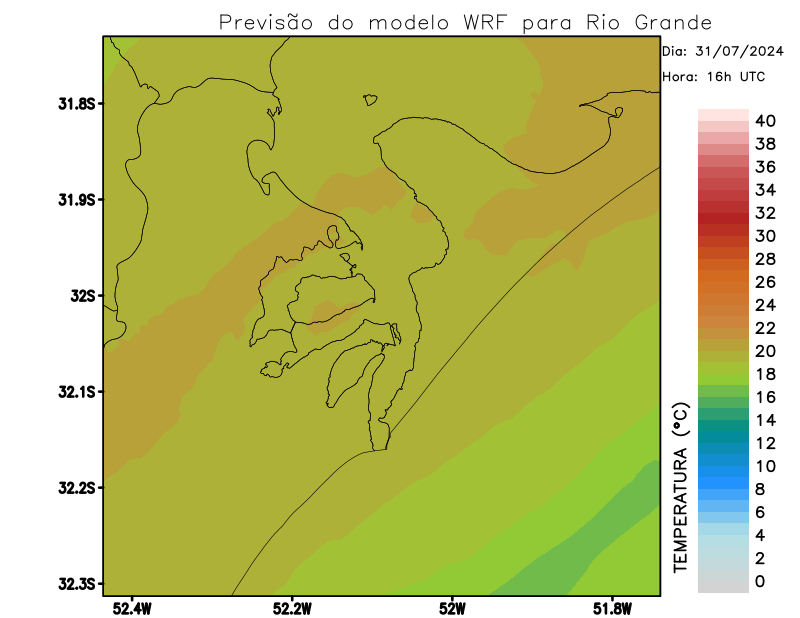 Previsão do modelo WRF para Rio Grande
Dia: 31/07/2024
Hora: 16h UTC
31.8S
31.9S
32S
32.1S
32.2S
32.3S
52.4W
52.2W
52W
51.8W
40
38
36
34
32
30
28
26
24
22
20
18
16
14
12
10
8
6
4
2
0
TEMPERATURA (ºC)